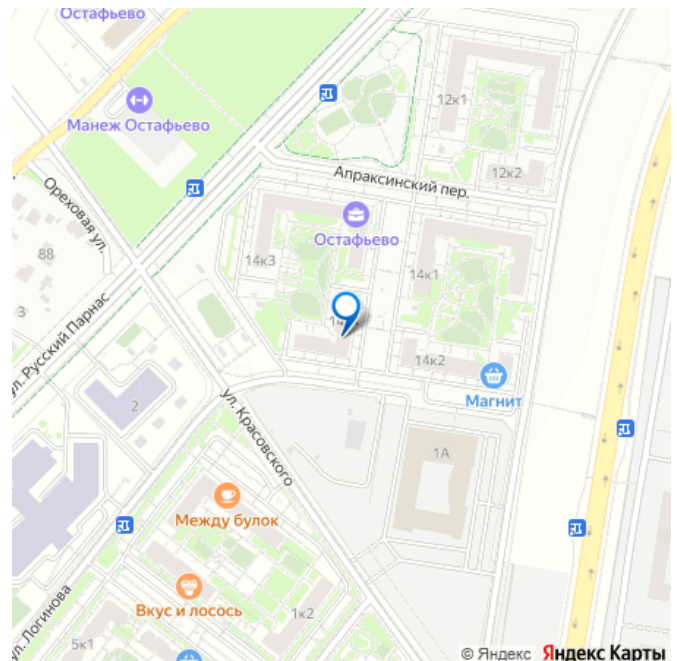 Остафьево
Манеж Остафьево
12к1
12к2
Апраксинский пер.
Ореховая ул.
88
3
Остафьево
14к3
14к1
14к2
Магнит
ул. Русский Парнас
2
ул. Красовского
1А
Между булок
Вкус и лосось
1к2
5к1
ул. Логинова
© Яндекс Яндекс Карты